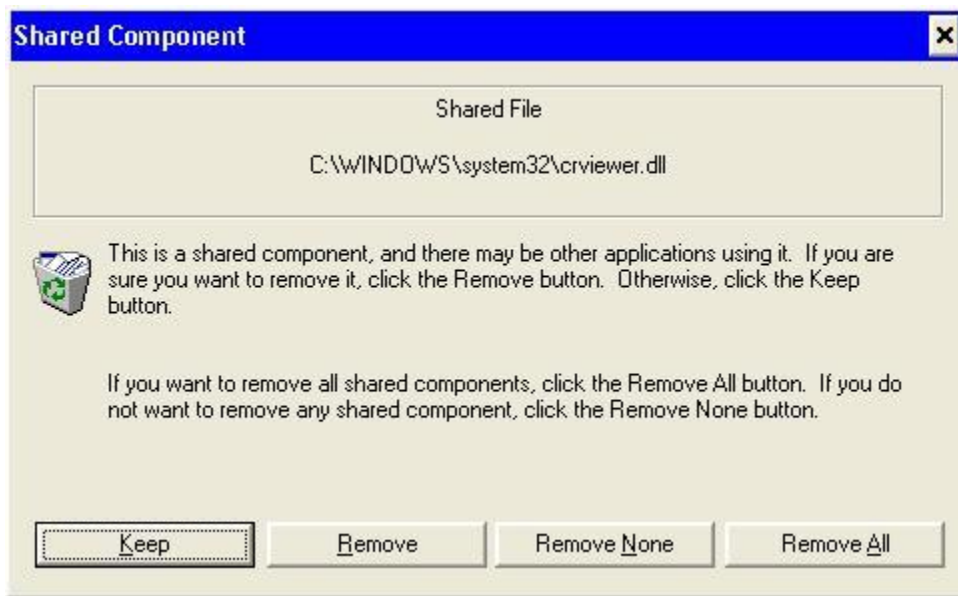 Shared Component
Shared File
C:\WINDOWS\system32\crviewer.dll
This is a shared component, and there may be other applications using it. If you are
sure you want to remove it, click the Remove button. Otherwise, click the Keep
button.
If you want to remove all shared components, click the Remove All button. If you do
not want to remove any shared component, click the Remove None button.
Keep Remove Remove None Remove All